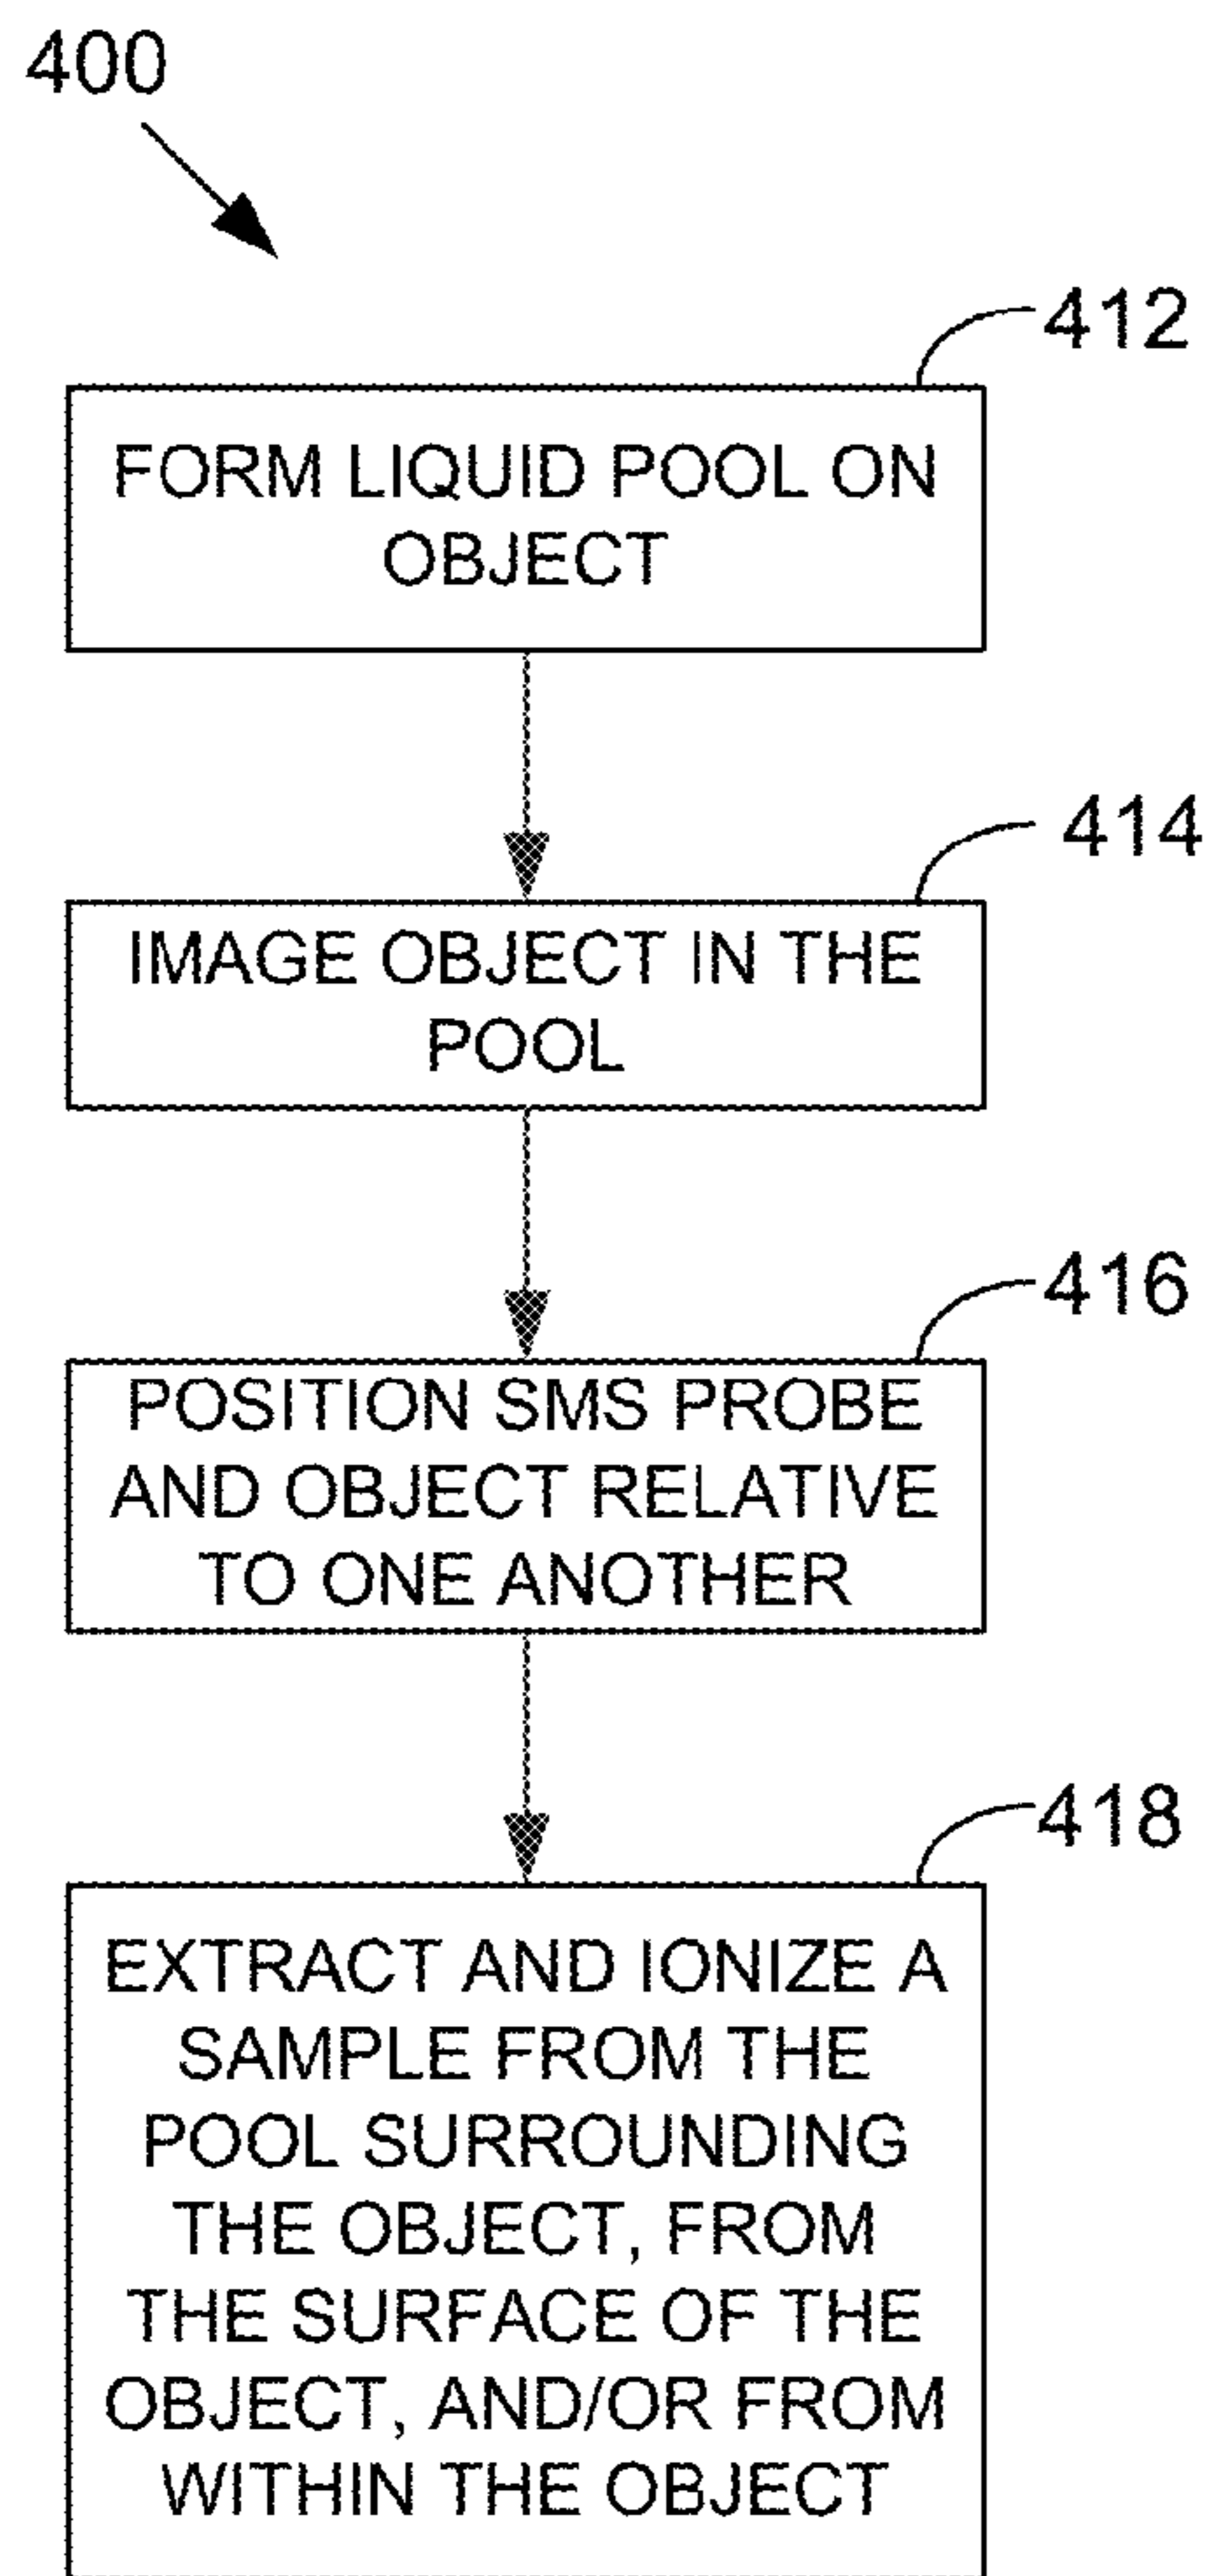 400
412
FORM LIQUID POOL ON
OBJECT
414
IMAGE OBJECT IN THE
POOL
416
POSITION SMS PROBE
AND OBJECT RELATIVE
TO ONE ANOTHER
418
EXTRACT AND IONIZE A
SAMPLE FROM THE
POOL SURROUNDING
THE OBJECT, FROM
THE SURFACE OF THE
OBJECT, AND/OR FROM
WITHIN THE OBJECT